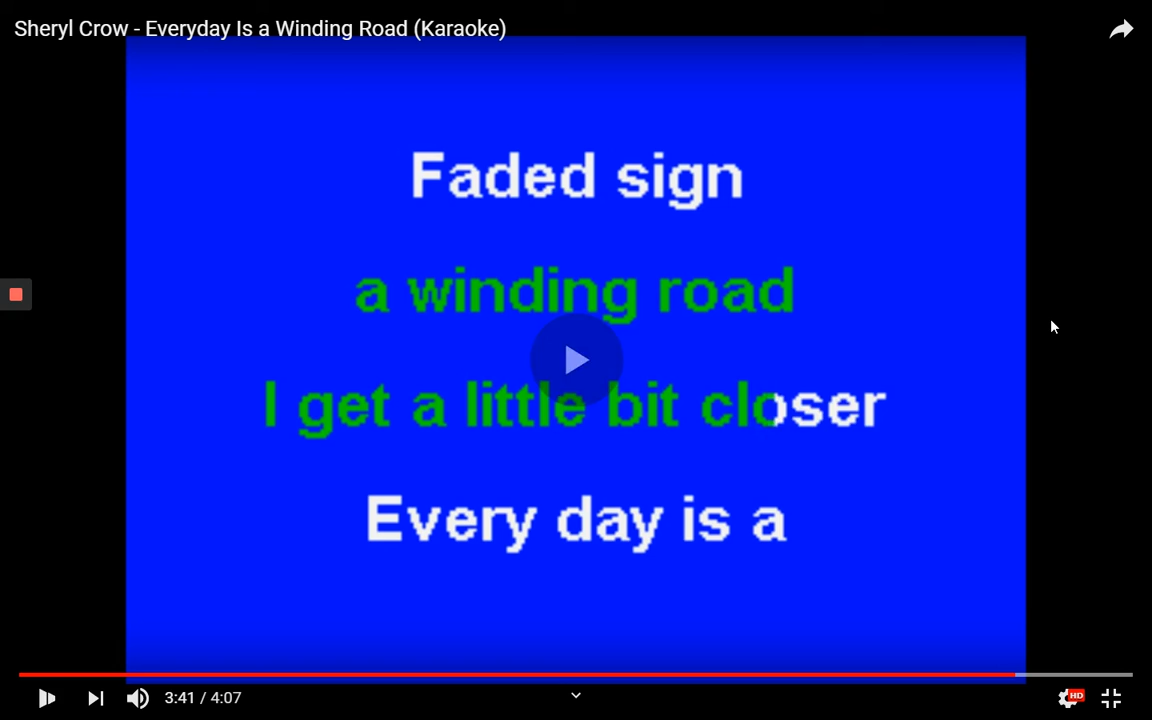 Sheryl Crow - Everyday Is a Winding Road (Karaoke)
Faded sign
a winding road
I get a little bit closer
Every day is a
3:41 / 4:07
HD